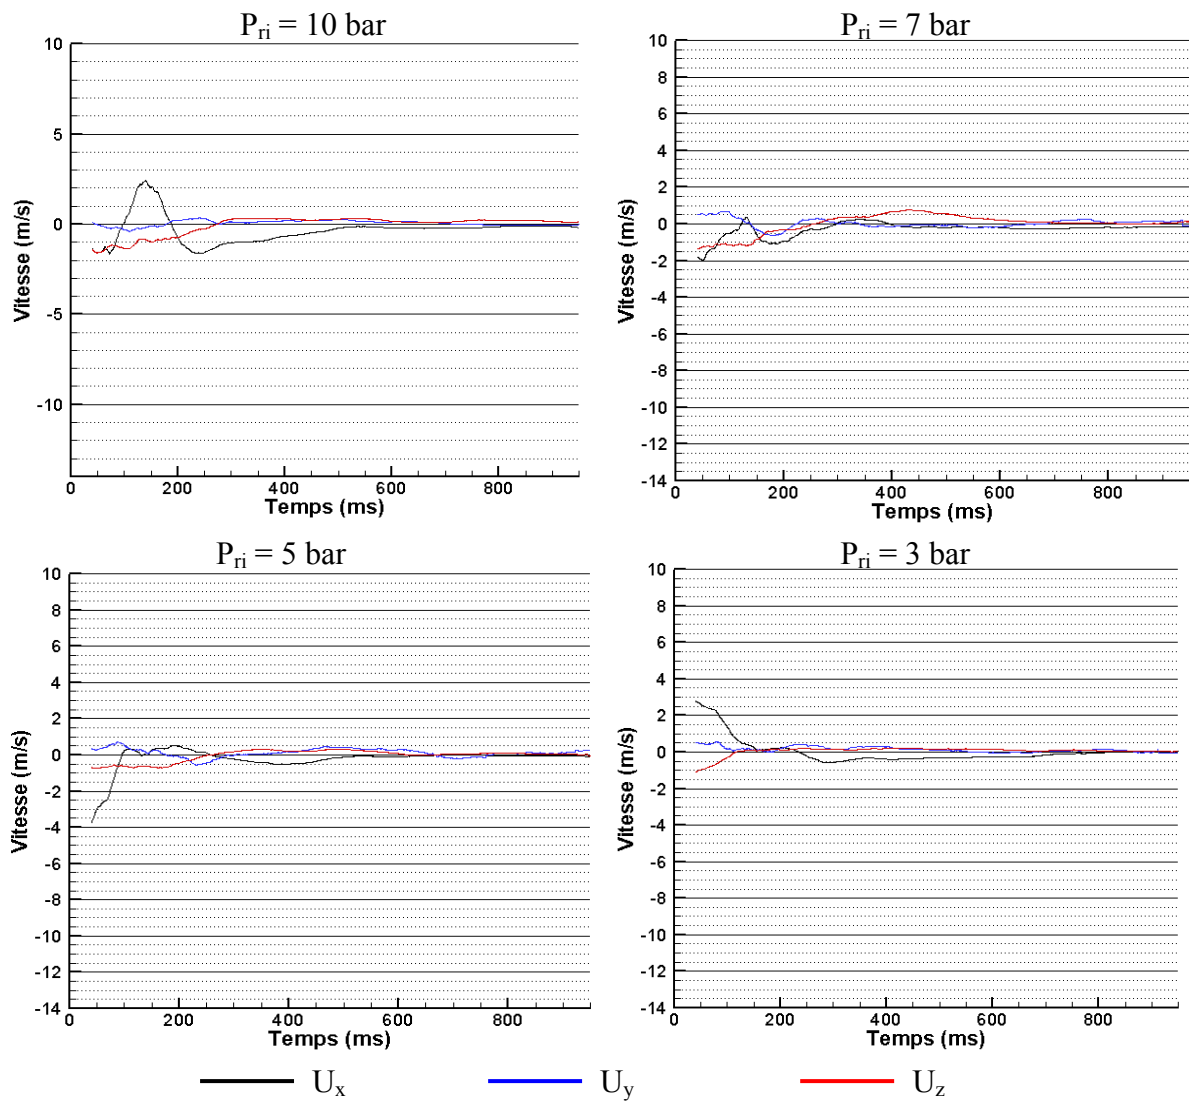 P_ri = 10 bar
10
5
0
-5
-10
Vitesse (m/s)
0 200 400 600 800
Temps (ms)
P_ri = 7 bar
10
8
6
4
2
0
-2
-4
-6
-8
-10
-12
-14
Vitesse (m/s)
0 200 400 600 800
Temps (ms)
P_ri = 5 bar
10
8
6
4
2
0
-2
-4
-6
-8
-10
-12
-14
Vitesse (m/s)
0 200 400 600 800
Temps (ms)
P_ri = 3 bar
10
8
6
4
2
0
-2
-4
-6
-8
-10
-12
-14
Vitesse (m/s)
0 200 400 600 800
Temps (ms)
U_x U_y U_z